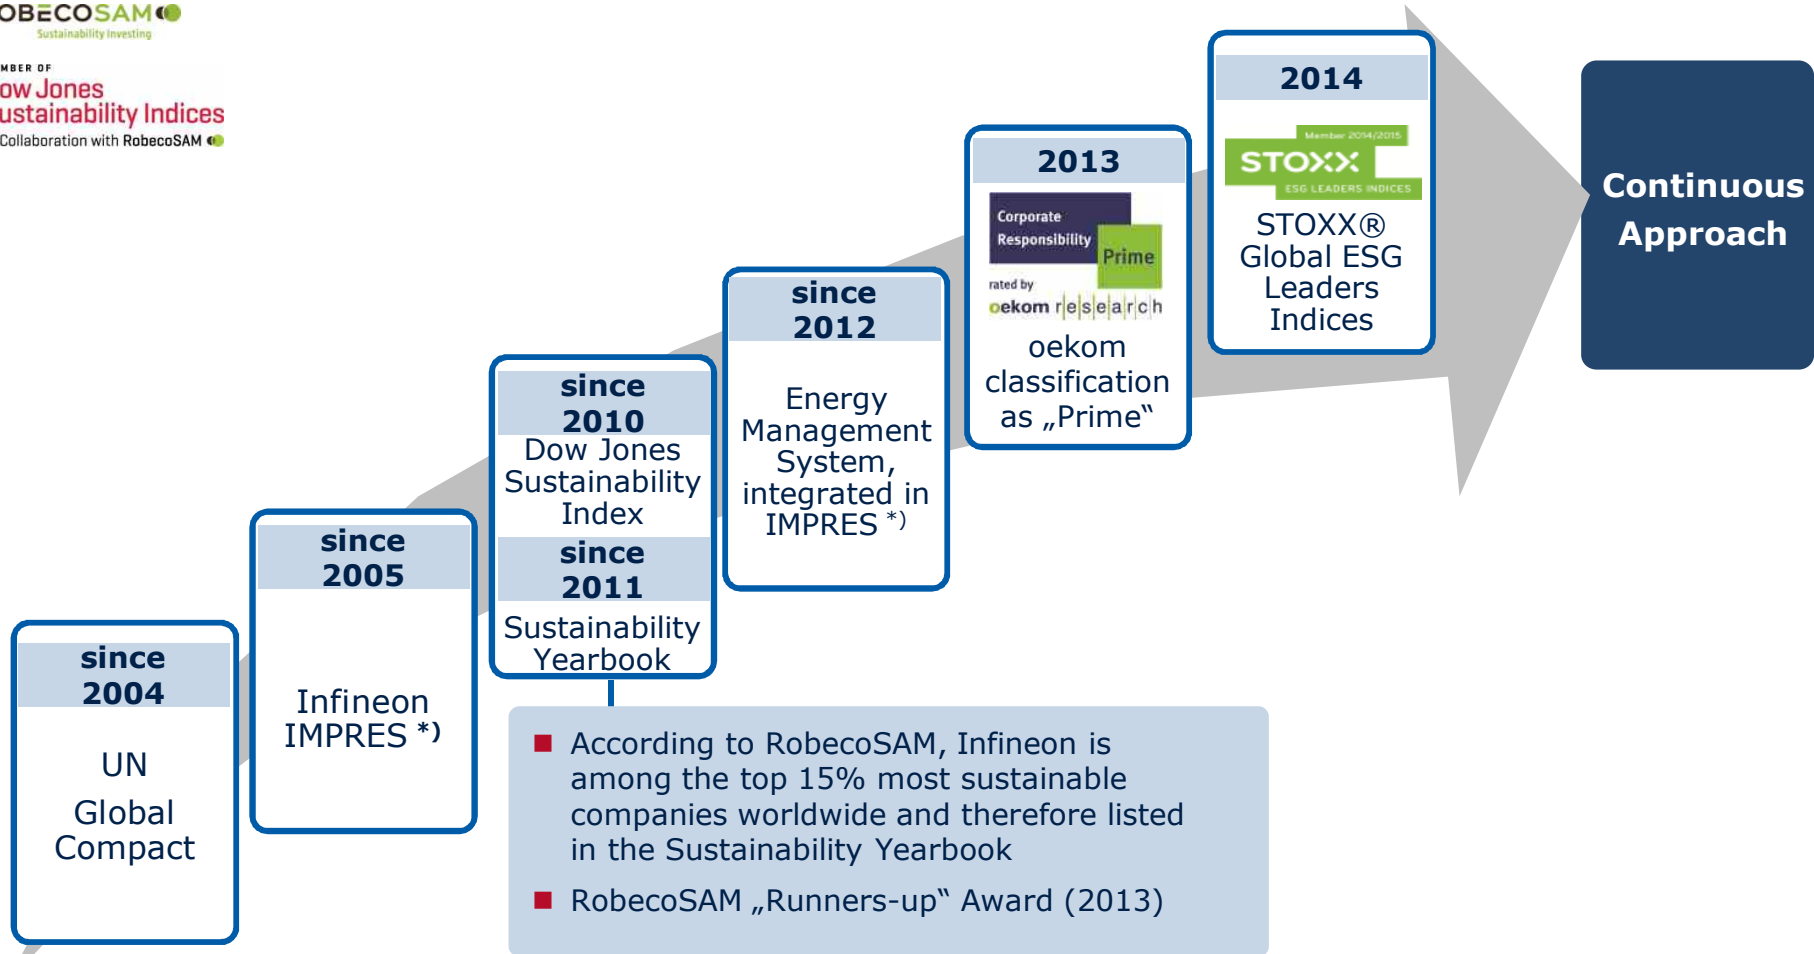 OBECOSAM
Sustainability Investing
MBER OF
ow Jones
ustainability Indices
Collaboration with RobecoSAM
since
2004
UN
Global
Compact
since
2005
Infineon
IMPRES *)
since
2010
Dow Jones
Sustainability
Index
since
2011
Sustainability
Yearbook
since
2012
Energy
Management
System,
integrated in
IMPRES *)
2013
Corporate
Responsibility
Prime
rated by
oekom r|e|s|e|a|r|c|h
oekom
classification
as „Prime“
2014
Member 2014/2015
STOXX
ESG LEADERS INDICES
STOXX®
Global ESG
Leaders
Indices
Continuous
Approach
According to RobecoSAM, Infineon is
among the top 15% most sustainable
companies worldwide and therefore listed
in the Sustainability Yearbook
RobecoSAM „Runners-up“ Award (2013)